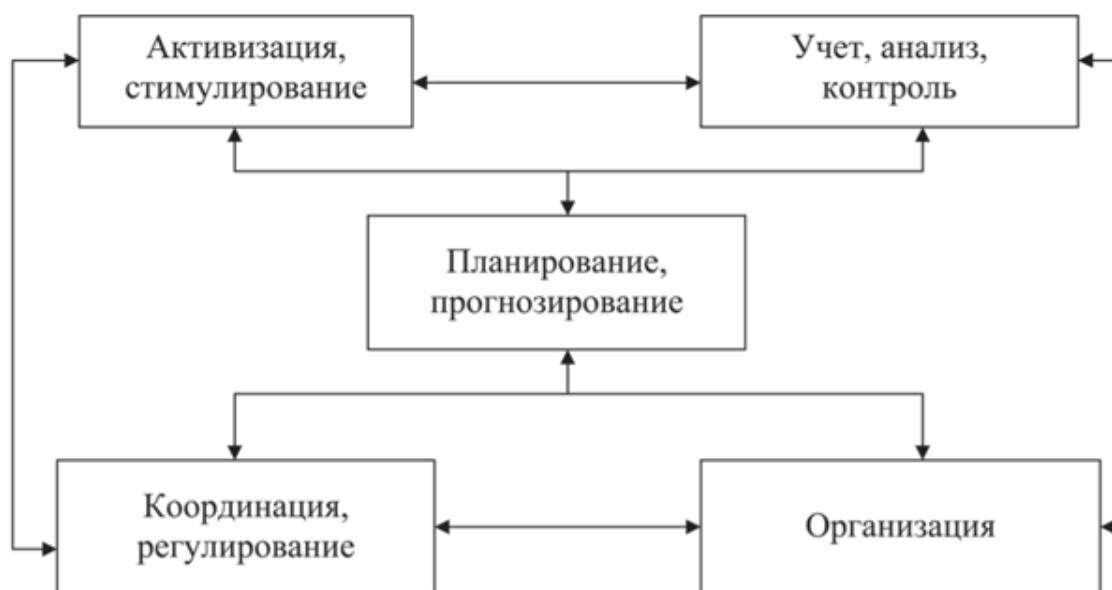 Активизация,
стимулирование
Учет, анализ,
контроль
Планирование,
прогнозирование
Координация,
регулирование
Организация